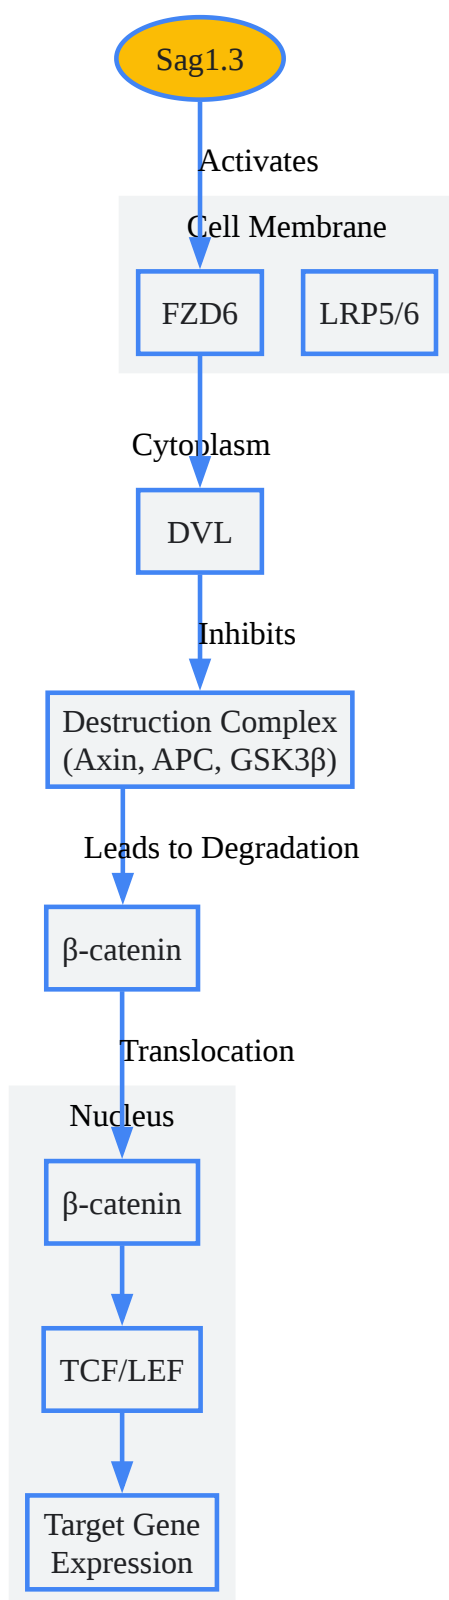 Sag1.3
Activates
Cell Membrane
FZD6
LRP5/6
Cytoplasm
DVL
Inhibits
Destruction Complex
(Axin, APC, GSK3β)
Leads to Degradation
β-catenin
Translocation
Nucleus
β-catenin
TCF/LEF
Target Gene
Expression